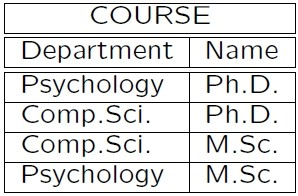 COURSE
Department Name
Psychology Ph.D.
Comp.Sci. Ph.D.
Comp.Sci. M.Sc.
Psychology M.Sc.